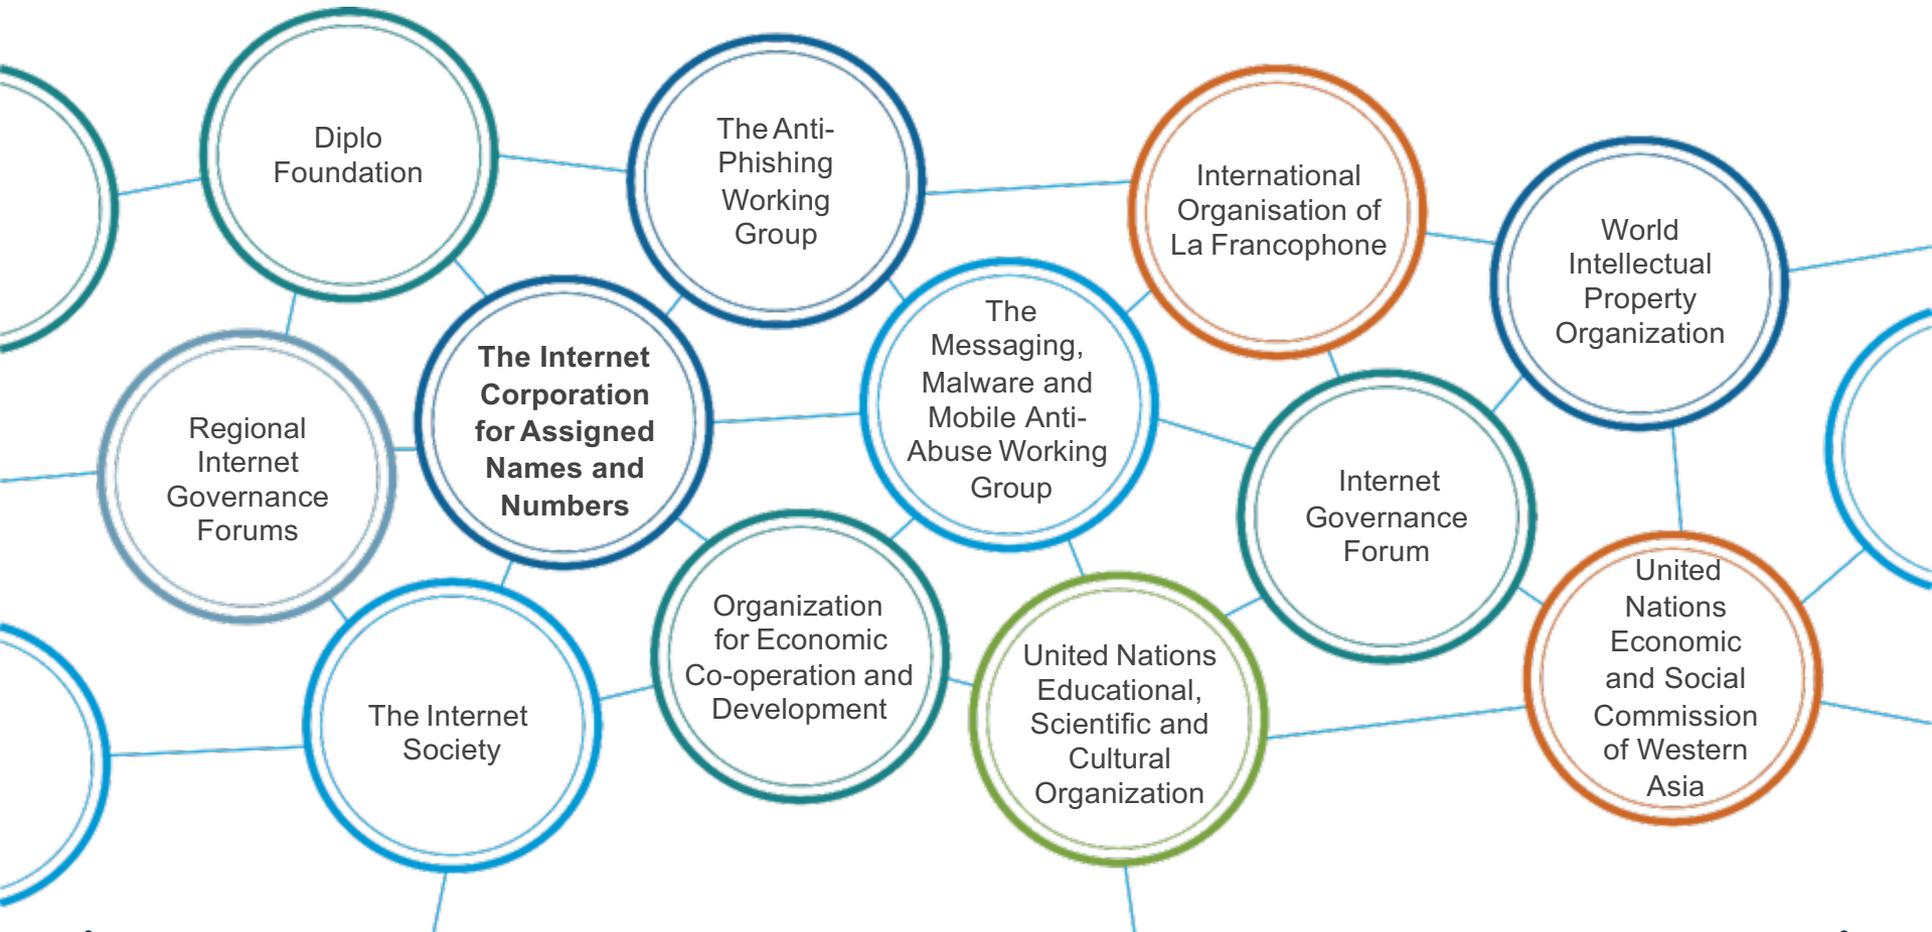 Diplo
Foundation
The Anti-
Phishing
Working
Group
International
Organisation of
La Francophone
World
Intellectual
Property
Organization
Regional
Internet
Governance
Forums
The Internet
Corporation
for Assigned
Names and
Numbers
The
Messaging,
Malware and
Mobile Anti-
Abuse Working
Group
Internet
Governance
Forum
The Internet
Society
Organization
for Economic
Co-operation and
Development
United Nations
Educational,
Scientific and
Cultural
Organization
United
Nations
Economic
and Social
Commission
of Western
Asia